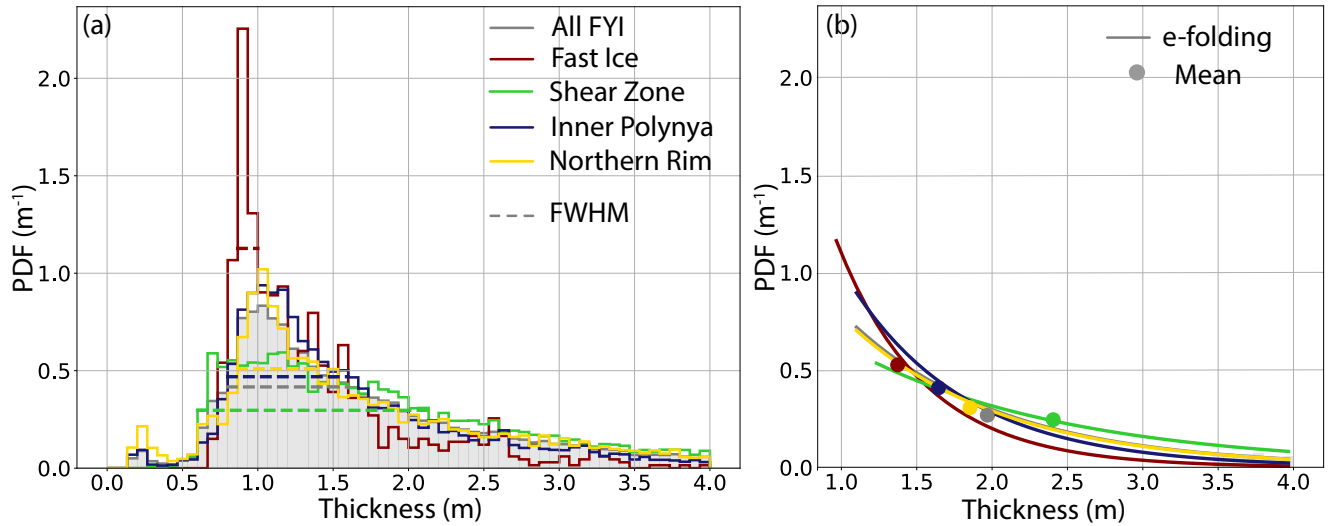 (a)
All FYI
Fast Ice
Shear Zone
Inner Polynya
Northern Rim
FWHM
PDF (m⁻¹)
2.0
1.5
1.0
0.5
0.0
0.0 0.5 1.0 1.5 2.0 2.5 3.0 3.5 4.0
Thickness (m)
(b)
e-folding
Mean
PDF (m⁻¹)
2.0
1.5
1.0
0.5
0.0
1.0 1.5 2.0 2.5 3.0 3.5 4.0
Thickness (m)